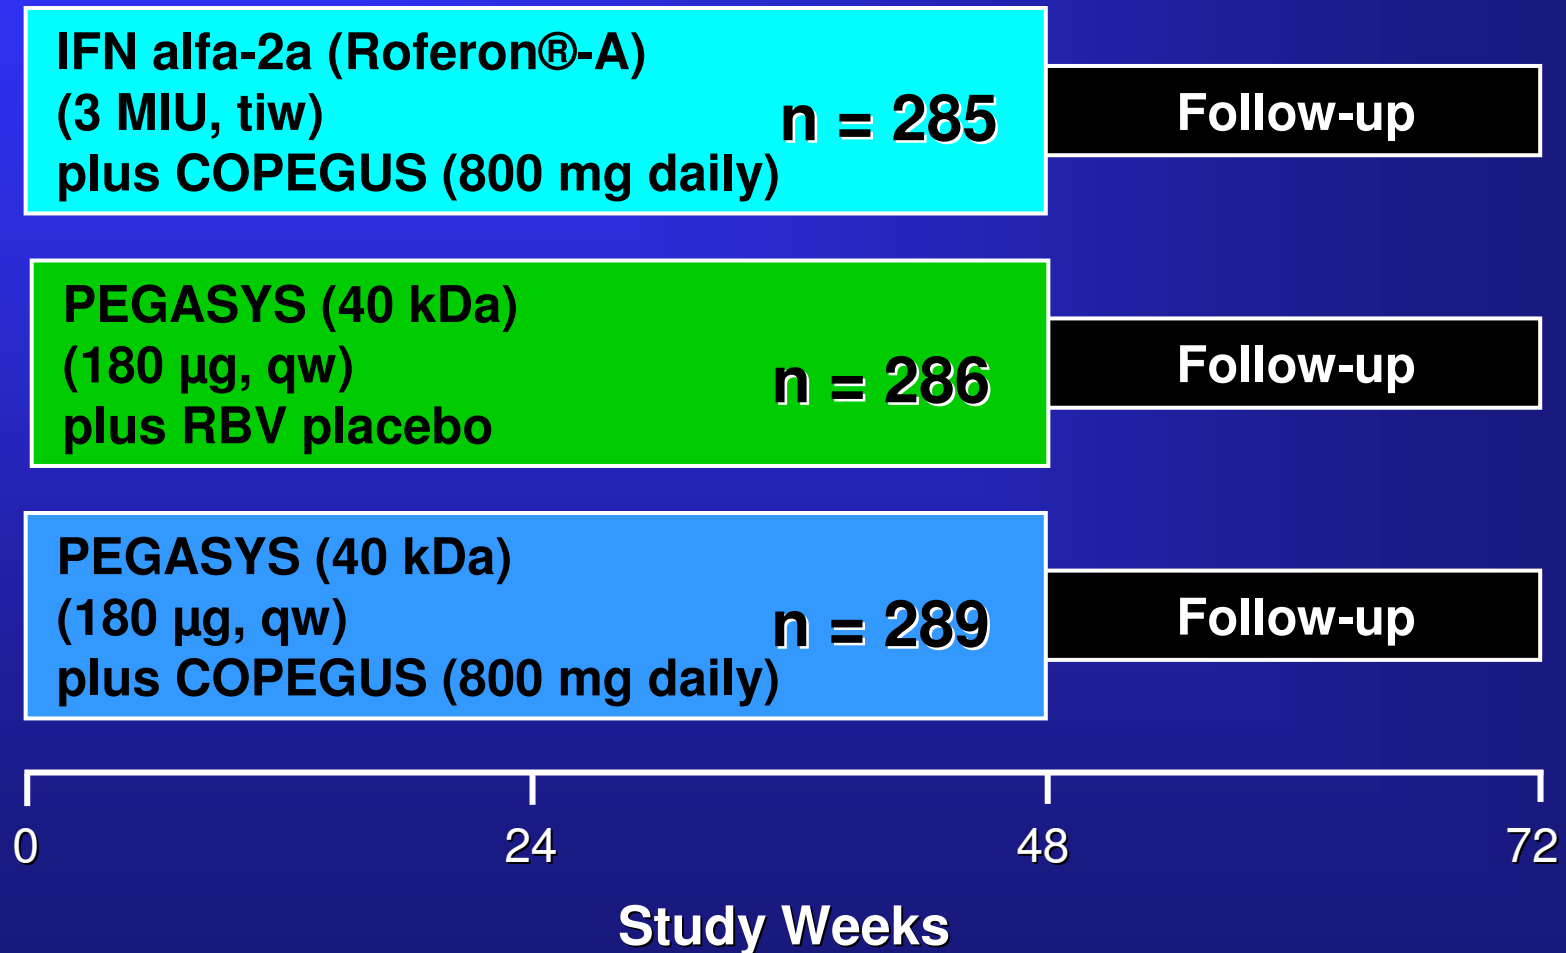 IFN alfa-2a (Roferon®-A)
(3 MIU, tiw)
plus COPEGUS (800 mg daily)
n = 285
Follow-up
PEGASYS (40 kDa)
(180 µg, qw)
plus RBV placebo
n = 286
Follow-up
PEGASYS (40 kDa)
(180 µg, qw)
plus COPEGUS (800 mg daily)
n = 289
Follow-up
0 24 48 72
Study Weeks